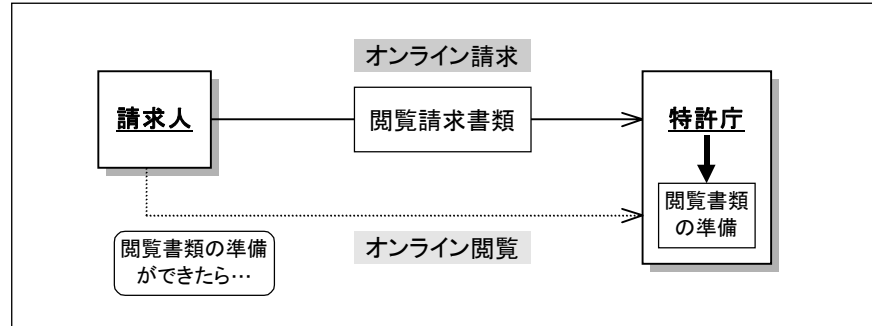 オンライン請求
請求人
閲覧請求書類
特許庁
閲覧書類
の準備
閲覧書類の準備
ができたら…
オンライン閲覧